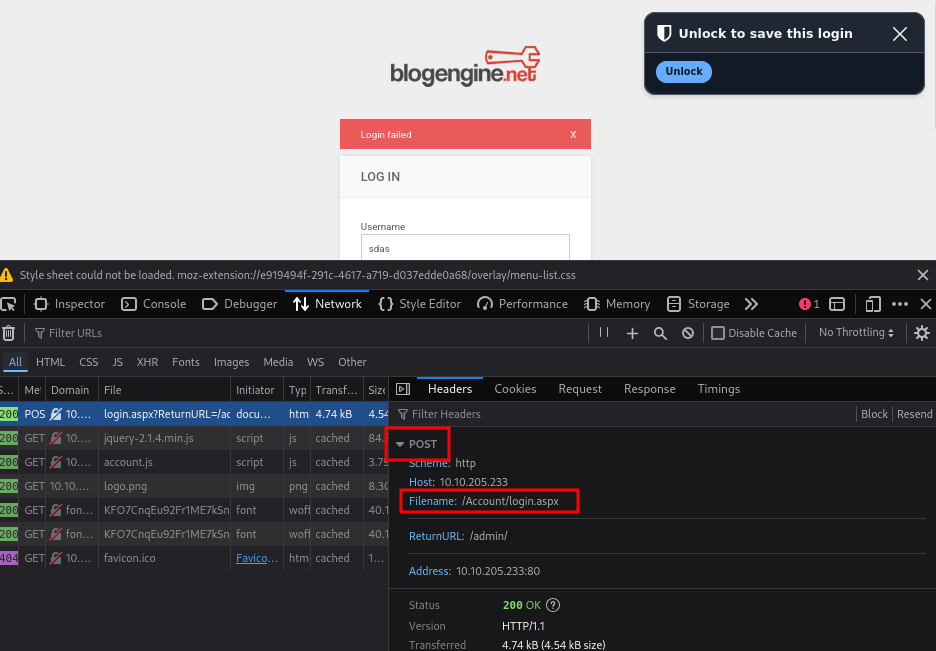 Unlock to save this login
Unlock
blogengine.net
Login failed X
LOG IN
Username
sdas
Style sheet could not be loaded. moz-extension://e919494f-291c-4617-a719-d037edde0a68/overlay/menu-list.css
Inspector Console Debugger Network Style Editor Performance Memory Storage 1
Filter URLs Disable Cache No Throttling
All HTML CSS JS XHR Fonts Images Media WS Other
S... Me Domain File Initiator Typ Transf... Size
Headers Cookies Request Response Timings
200 POS 10.... login.aspx?ReturnURL=/ac docu... htm 4.74 kB 4.54
Filter Headers Block Resend
200 GET 10.... jquery-2.1.4.min.js script js cached 84.
POST
200 GET 10.... account.js script js cached 3.79
Scheme: http
200 GET 10.10... logo.png img png cached 8.30
Host: 10.10.205.233
Filename: /Account/login.aspx
200 GET fon... KFO7CnqEu92Fr1ME7kSn font wofl cached 40.1
200 GET fon... KFO7CnqEu92Fr1ME7kSn font wofl cached 40.1
ReturnURL: /admin/
404 GET 10.... favicon.ico Favico... htm cached 1...
Address: 10.10.205.233:80
Status 200 OK ?
Version HTTP/1.1
Transferred 4.74 kB (4.54 kB size)